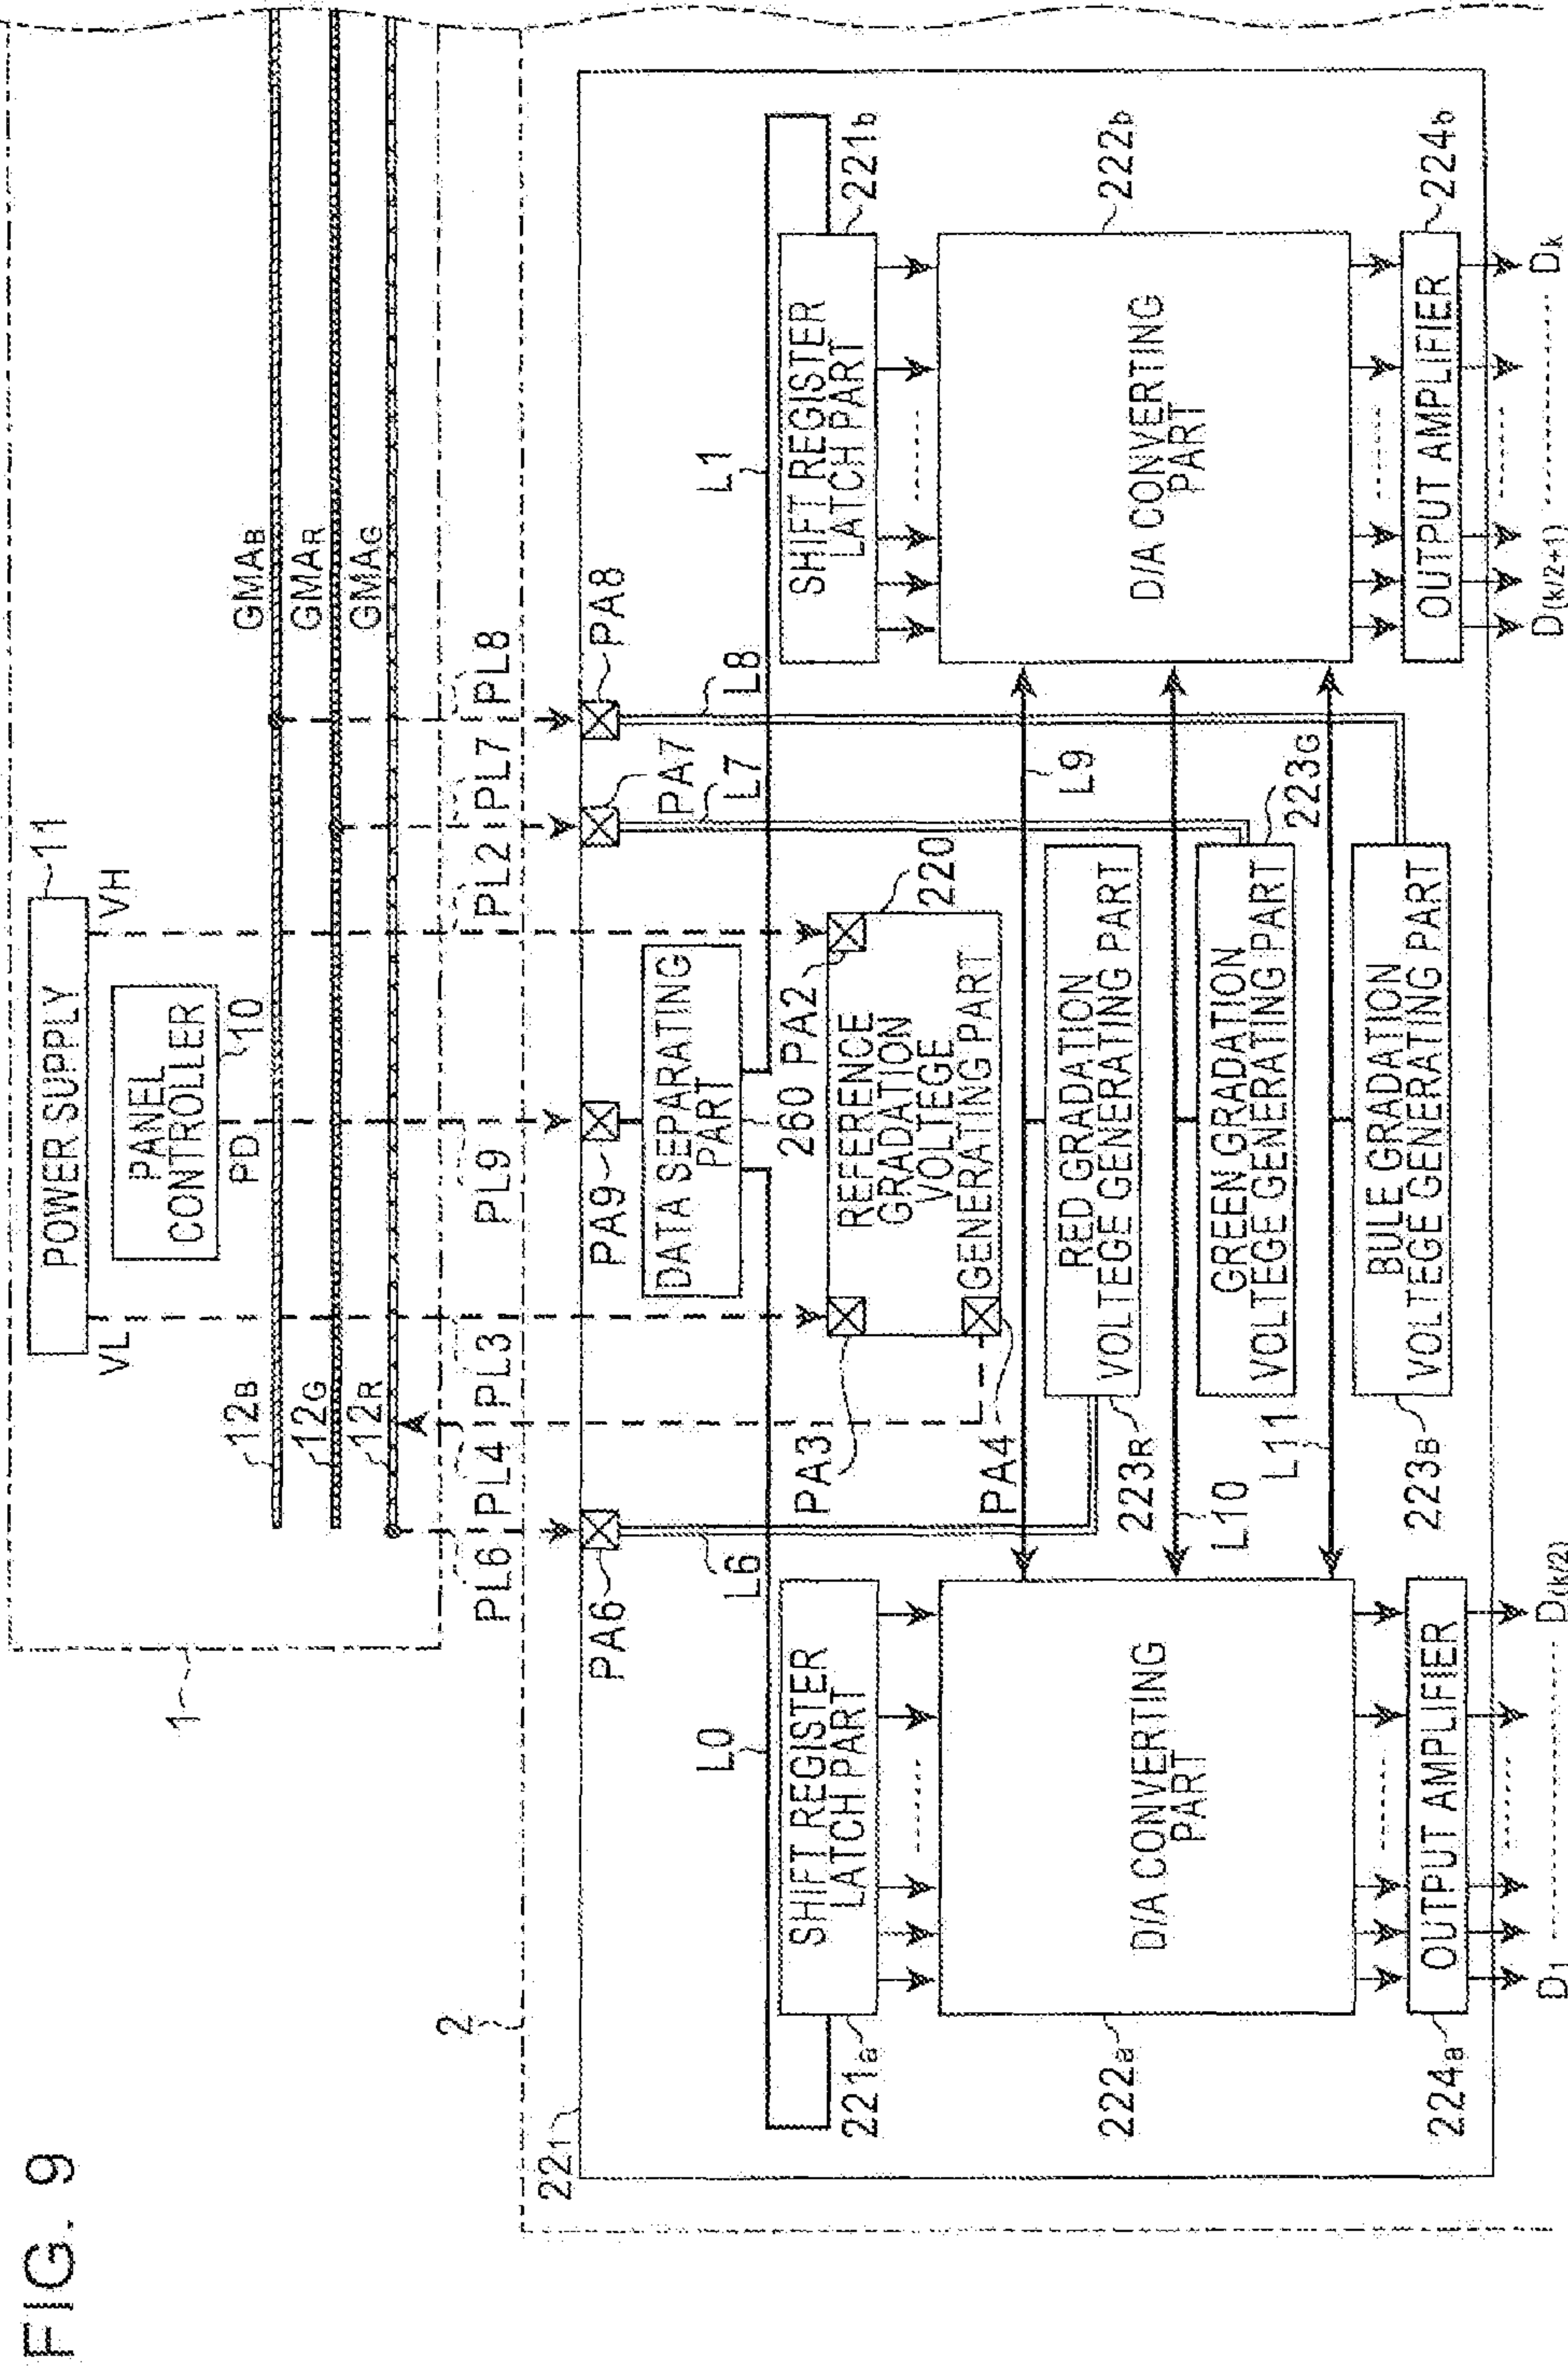 FIG. 9
POWER SUPPLY
11
VL
VH
PANEL
CONTROLLER
10
PD
1
12B
12G
12R
GMAB
GMAR
GMAG
2
PL6
PL4
PL3
PL9
PL2
PL7
PL8
221
PA6
PA9
PA7
PA8
L6
L7
L8
L0
L1
DATA SEPARATING
PART
260
PA2
220
PA3
PA4
REFERENCE
GRADATION
VOLTEGE
GENERATING PART
SHIFT REGISTER
LATCH PART
221a
SHIFT REGISTER
LATCH PART
221b
D/A CONVERTING
PART
222a
D/A CONVERTING
PART
222b
L9
L10
L11
RED GRADATION
VOLTEGE GENERATING PART
223R
GREEN GRADATION
VOLTEGE GENERATING PART
223G
BULE GRADATION
VOLTEGE GENERATING PART
223B
OUTPUT AMPLIFIER
224a
OUTPUT AMPLIFIER
224b
D1 D(k/2)
D(k/2+1) Dk